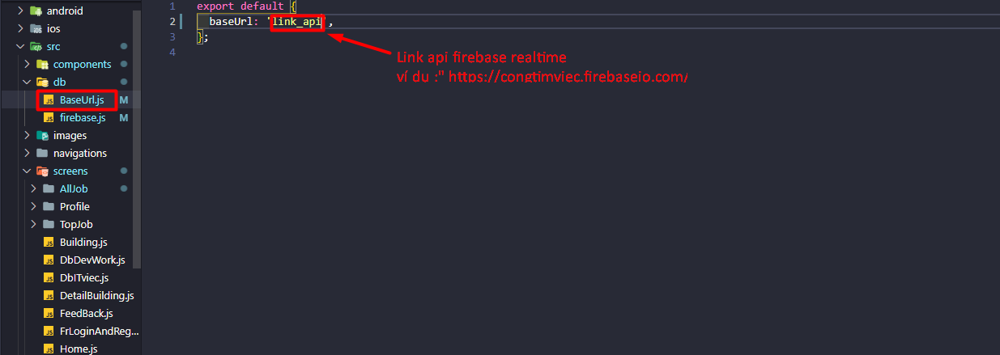 android
ios
src
components
db
BaseUrl.js M
firebase.js M
images
navigations
screens
AllJob
Profile
TopJob
Building.js
DbDevWork.js
DbITviec.js
DetailBuilding.js
FeedBack.js
FrLoginAndReg...
Home.js
1 export default {
2 baseUrl: 'link_api',
3 };
4
Link api firebase realtime
ví du :" https://congtimviec.firebaseio.com/